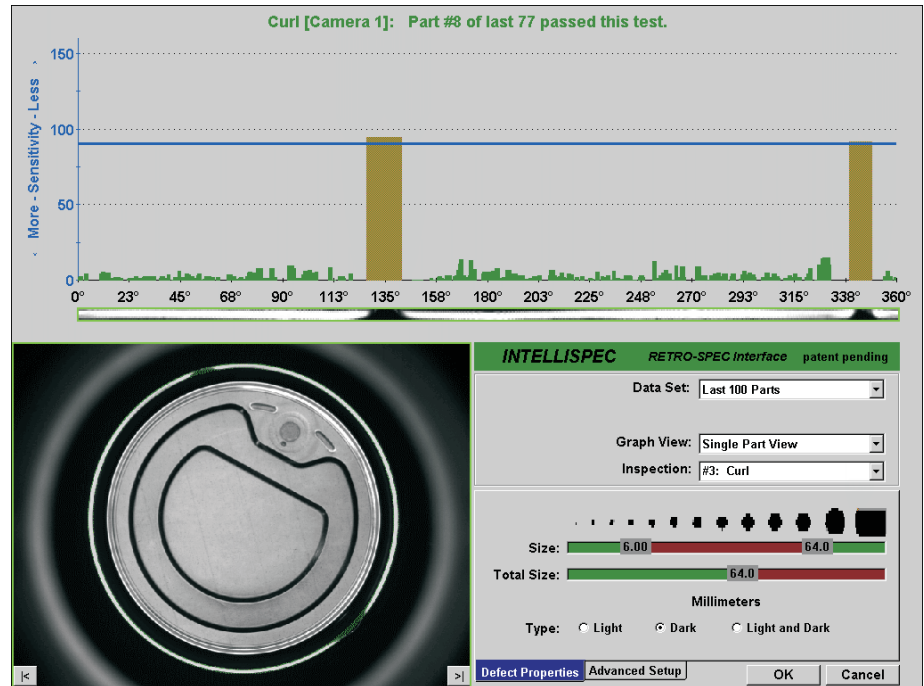 Curl [Camera 1]: Part #8 of last 77 passed this test.
< More - Sensitivity - Less >
150
100
50
0
0° 23° 45° 68° 90° 113° 135° 158° 180° 203° 225° 248° 270° 293° 315° 338° 360°
INTELLISPEC RETRO-SPEC Interface patent pending
Data Set: Last 100 Parts
Graph View: Single Part View
Inspection: #3: Curl
Size: 6.00 64.0
Total Size: 64.0
Millimeters
Type: Light Dark Light and Dark
|< >|
Defect Properties Advanced Setup OK Cancel